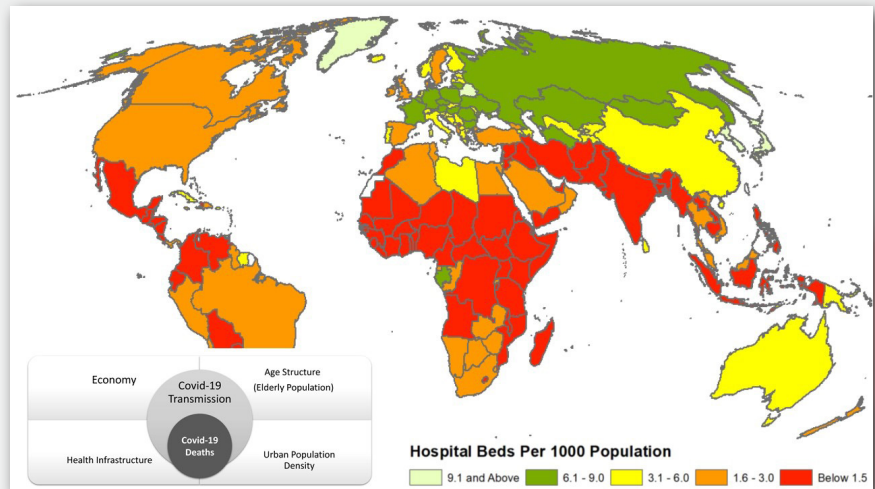 Economy
Age Structure
(Elderly Population)
Covid-19
Transmission
Covid-19
Deaths
Health Infrastructure
Urban Population
Density
Hospital Beds Per 1000 Population
9.1 and Above
6.1 - 9.0
3.1 - 6.0
1.6 - 3.0
Below 1.5